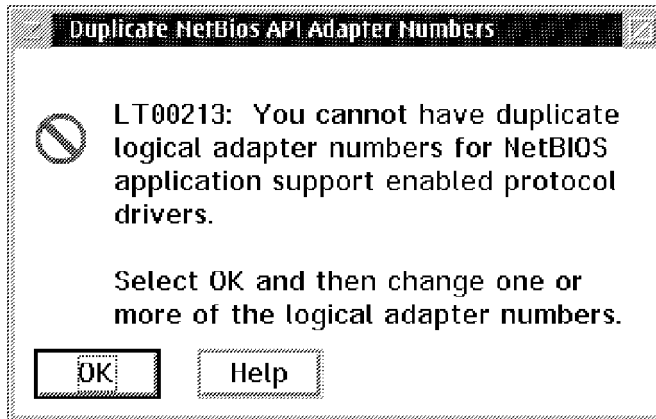 Duplicate NetBios API Adapter Numbers
LT00213: You cannot have duplicate
logical adapter numbers for NetBIOS
application support enabled protocol
drivers.
Select OK and then change one or
more of the logical adapter numbers.
OK Help